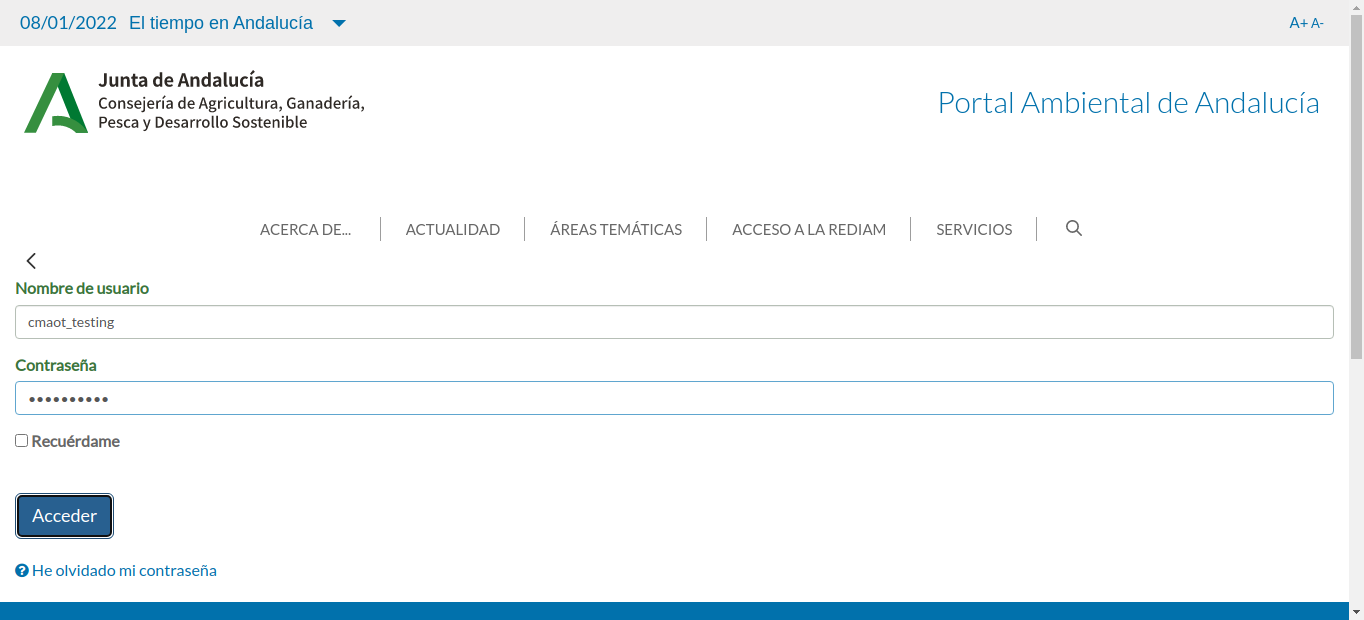 08/01/2022 El tiempo en Andalucía
A+ A-
Junta de Andalucía
Consejería de Agricultura, Ganadería,
Pesca y Desarrollo Sostenible
Portal Ambiental de Andalucía
ACERCA DE... ACTUALIDAD ÁREAS TEMÁTICAS ACCESO A LA REDIAM SERVICIOS
Nombre de usuario
cmaot_testing
Contraseña
••••••••••
Recuérdame
Acceder
He olvidado mi contraseña